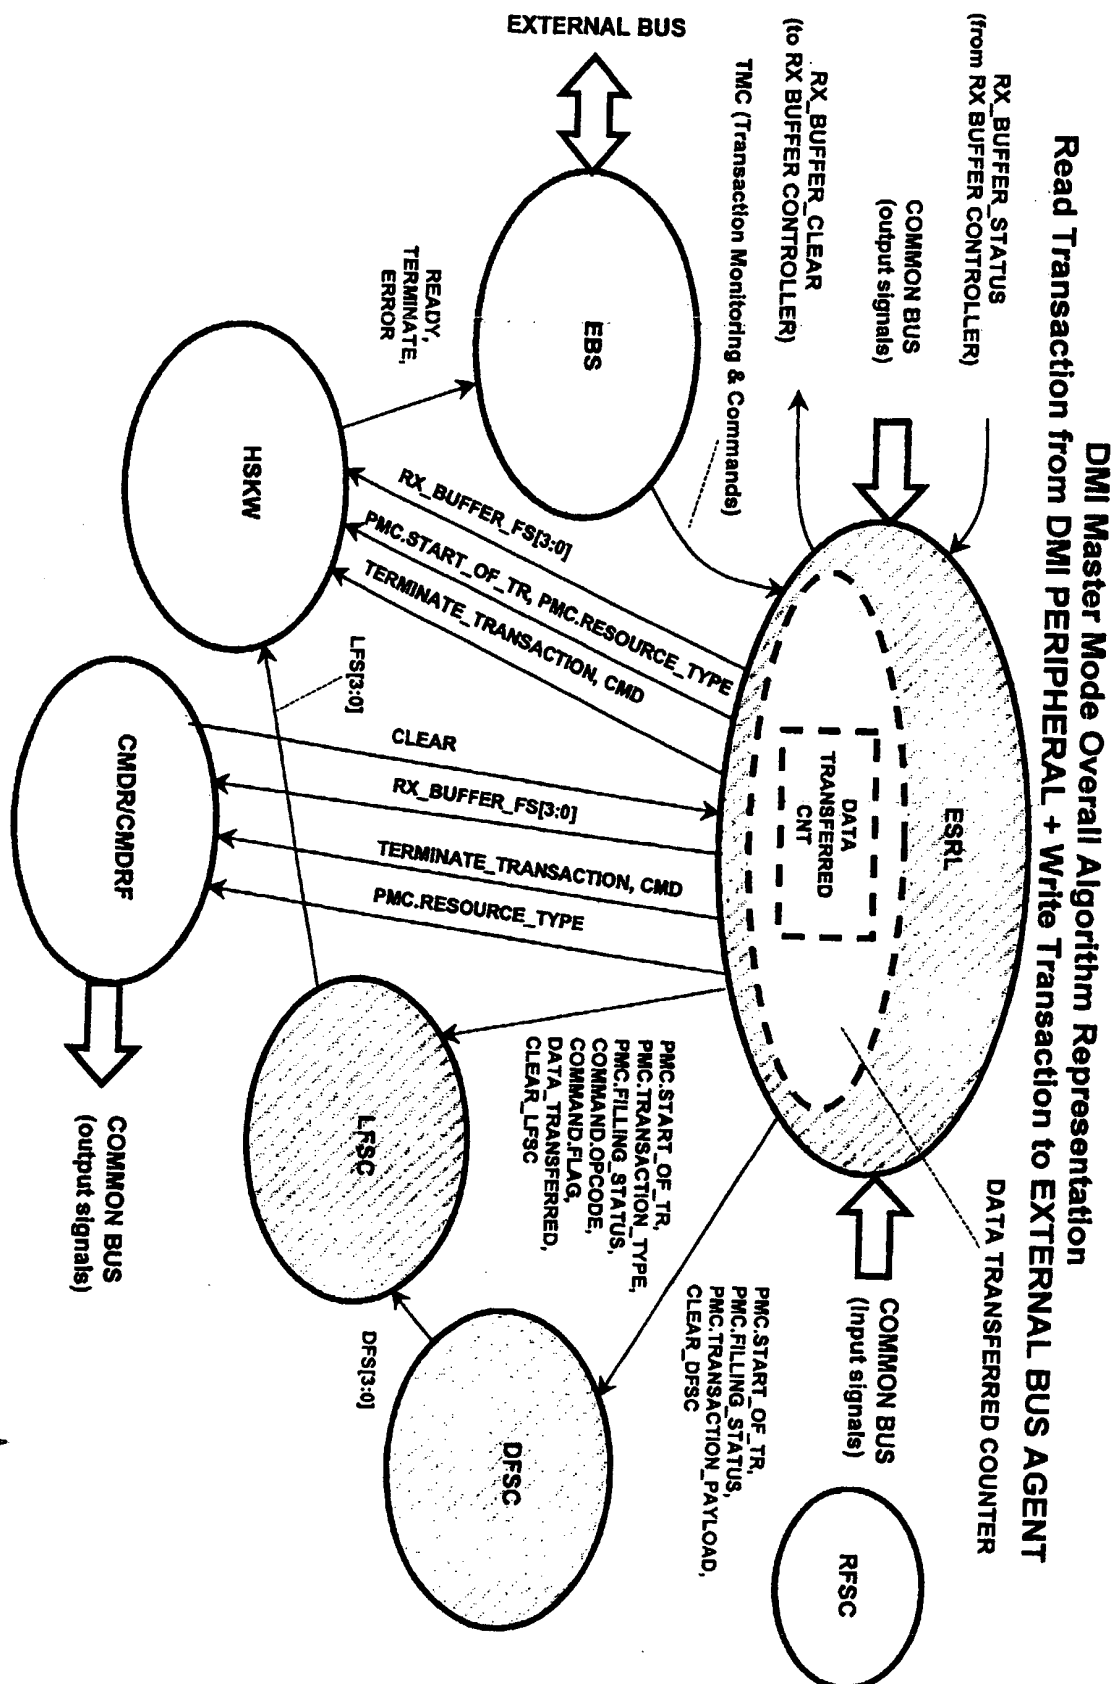 DMI Master Mode Overall Algorithm Representation
Read Transaction from DMI PERIPHERAL + Write Transaction to EXTERNAL BUS AGENT
RX_BUFFER_STATUS
(from RX BUFFER CONTROLLER)
COMMON BUS
(output signals)
RX_BUFFER_CLEAR
(to RX BUFFER CONTROLLER)
TMC (Transaction Monitoring & Commands)
EXTERNAL BUS
ESRL
DATA
TRANSFERRED
CNT
DATA TRANSFERRED COUNTER
COMMON BUS
(Input signals)
RFSC
EBS
READY,
TERMINATE,
ERROR
HSKW
RX_BUFFER_FS[3:0]
PMC.START_OF_TR, PMC.RESOURCE_TYPE
TERMINATE_TRANSACTION, CMD
LFS[3:0]
CLEAR
RX_BUFFER_FS[3:0]
TERMINATE_TRANSACTION, CMD
PMC.RESOURCE_TYPE
CMDR/CMDRF
COMMON BUS
(output signals)
PMC.START_OF_TR,
PMC.TRANSACTION_TYPE,
PMC.FILLING_STATUS,
COMMAND.OPCODE,
COMMAND.FLAG,
DATA_TRANSFERRED,
CLEAR_LFSC
LFSC
PMC.START_OF_TR,
PMC.FILLING_STATUS,
PMC.TRANSACTION_PAYLOAD,
CLEAR_DFSC
DFS[3:0]
DFSC